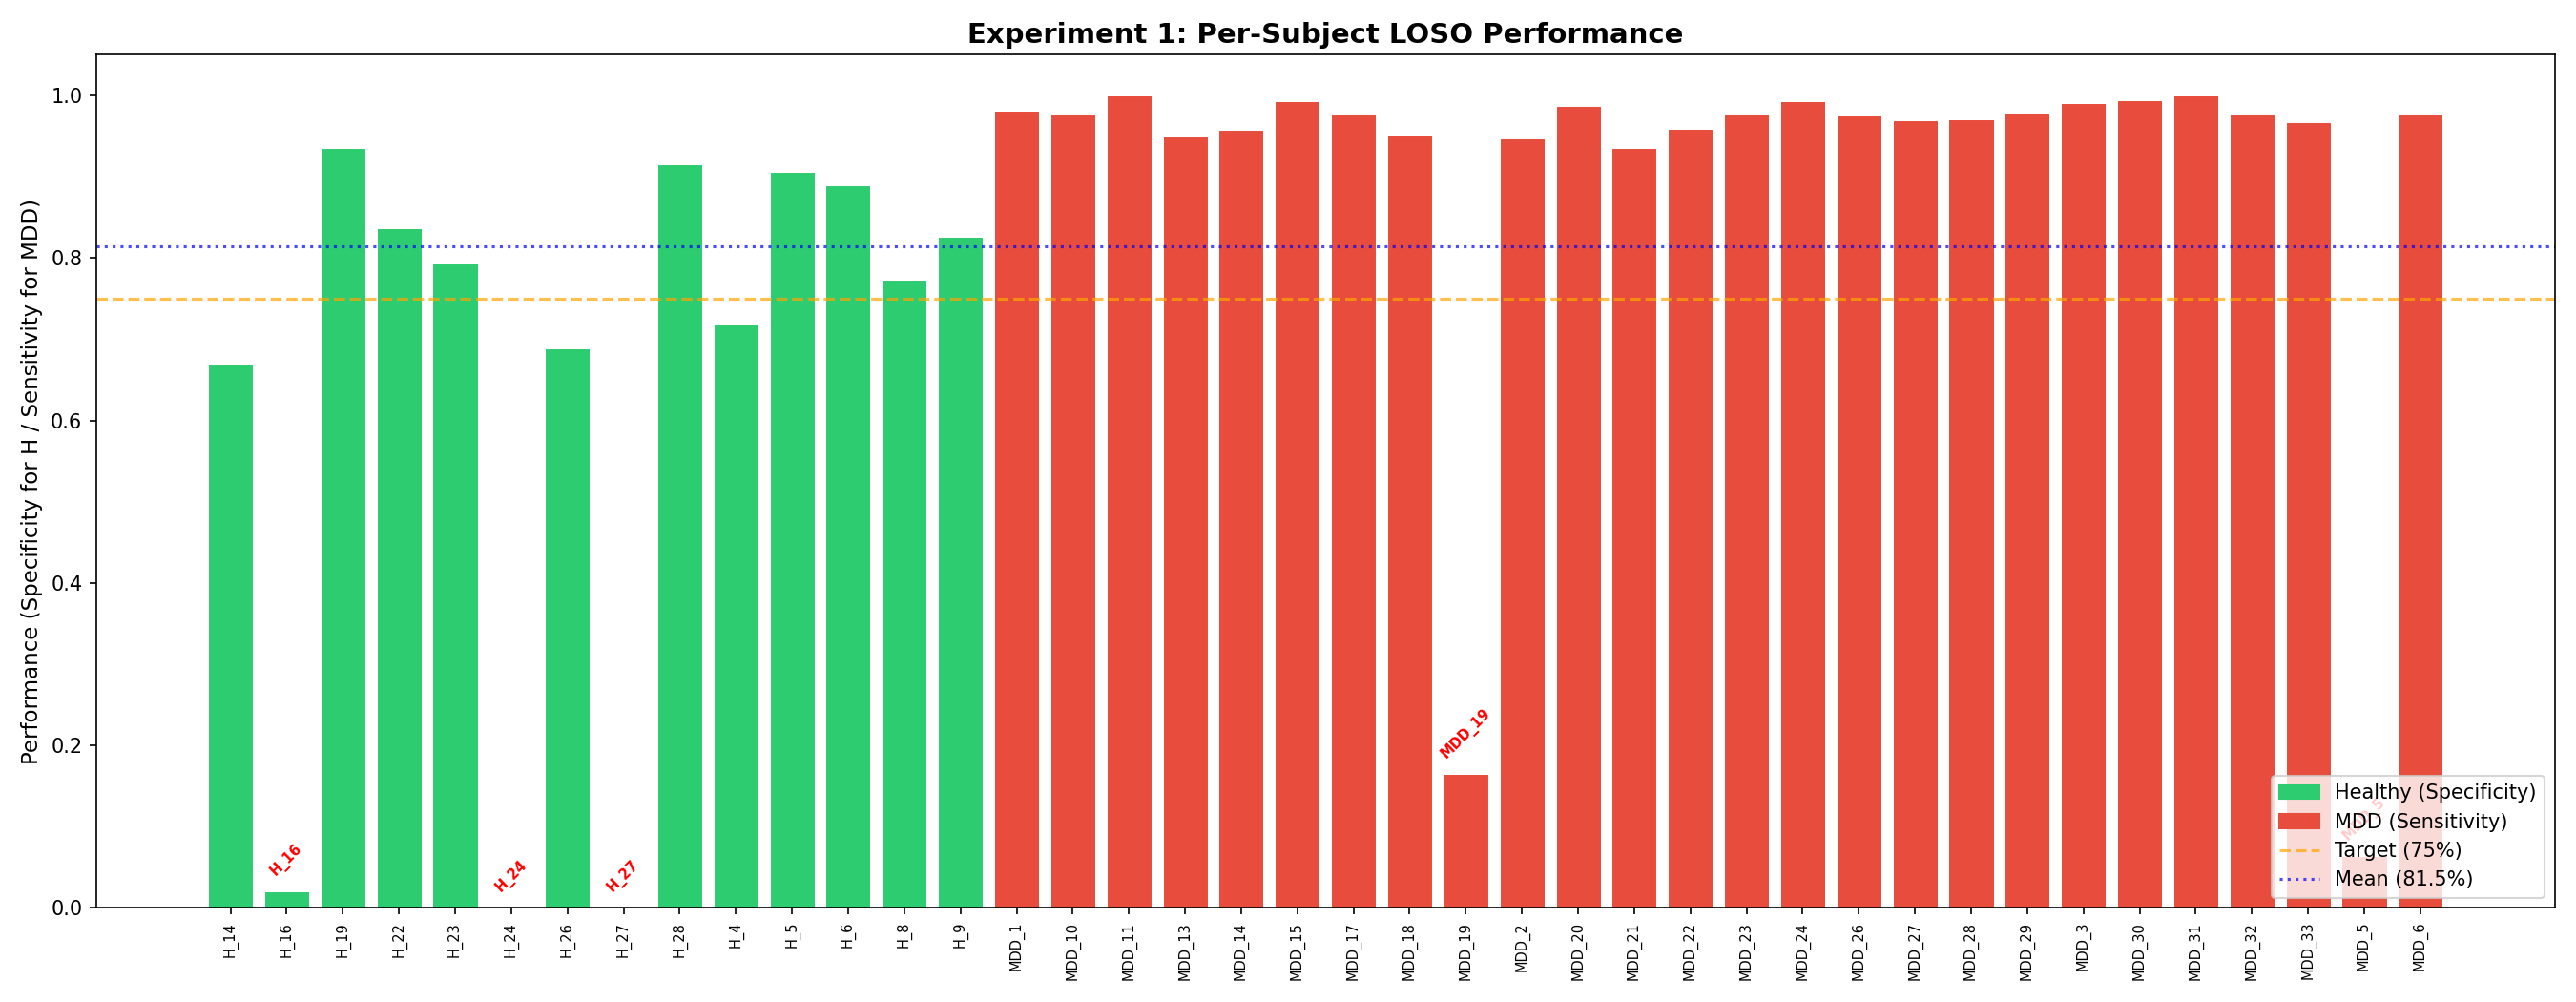 Experiment 1: Per-Subject LOSO Performance
Performance (Specificity for H / Sensitivity for MDD)
1.0
0.8
0.6
0.4
0.2
0.0
H_16
H_24
H_27
MDD_19
Healthy (Specificity)
MDD (Sensitivity)
Target (75%)
Mean (81.5%)
H_14
H_16
H_19
H_22
H_23
H_24
H_26
H_27
H_28
H_4
H_5
H_6
H_8
H_9
MDD_1
MDD_10
MDD_11
MDD_13
MDD_14
MDD_15
MDD_17
MDD_18
MDD_19
MDD_2
MDD_20
MDD_21
MDD_22
MDD_23
MDD_24
MDD_26
MDD_27
MDD_28
MDD_29
MDD_3
MDD_30
MDD_31
MDD_32
MDD_33
MDD_5
MDD_6